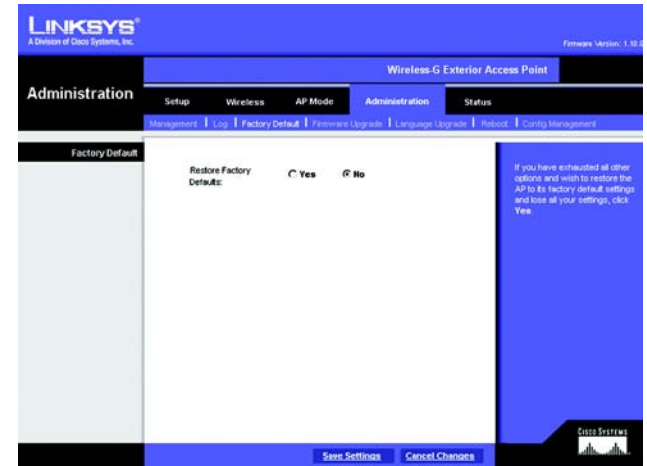 LINKSYS®
A Division of Cisco Systems, Inc.
Firmware Version: 1.10.
Wireless-G Exterior Access Point
Administration
Setup Wireless AP Mode Administration Status
Management | Log | Factory Default | Firmware Upgrade | Language Upgrade | Reboot | Config Management
Factory Default
Restore Factory
Defaults:
Yes No
If you have exhausted all other
options and wish to restore the
AP to its factory default settings
and lose all your settings, click
Yes.
CISCO SYSTEMS
Save Settings Cancel Changes